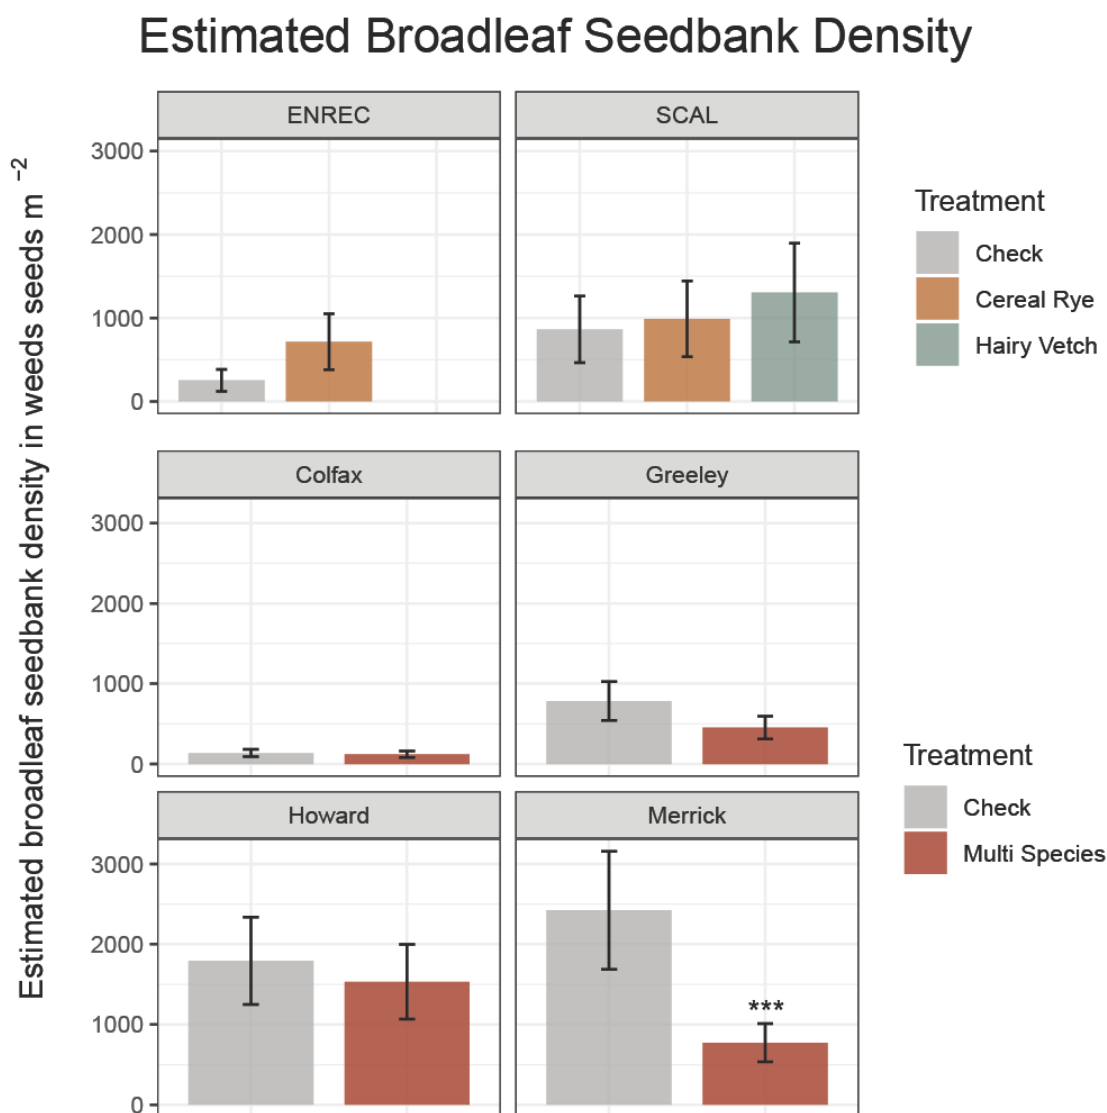 Estimated Broadleaf Seedbank Density
Estimated broadleaf seedbank density in weeds seeds m −2
ENREC
SCAL
3000
2000
1000
0
Treatment
Check
Cereal Rye
Hairy Vetch
Colfax
Greeley
3000
2000
1000
0
Howard
Merrick
3000
2000
1000
0
***
Treatment
Check
Multi Species